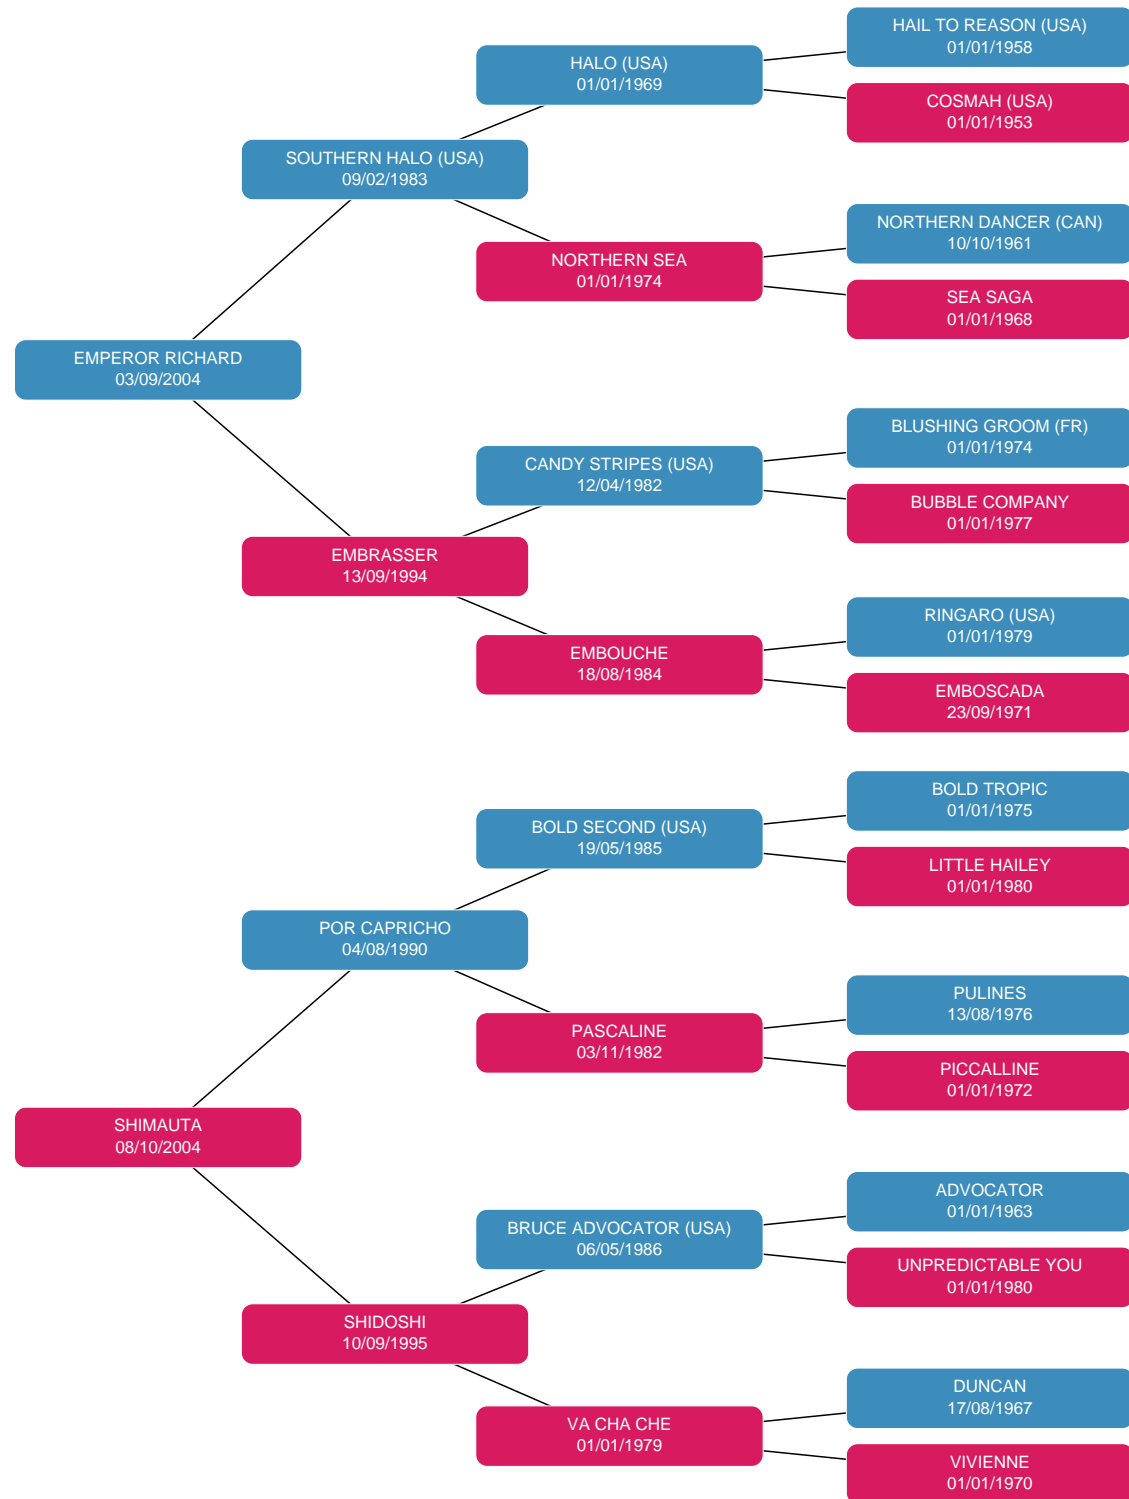 HAIL TO REASON (USA)
01/01/1958
HALO (USA)
01/01/1969
COSMAH (USA)
01/01/1953
SOUTHERN HALO (USA)
09/02/1983
NORTHERN DANCER (CAN)
10/10/1961
NORTHERN SEA
01/01/1974
SEA SAGA
01/01/1968
EMPEROR RICHARD
03/09/2004
BLUSHING GROOM (FR)
01/01/1974
CANDY STRIPES (USA)
12/04/1982
BUBBLE COMPANY
01/01/1977
EMBRASSER
13/09/1994
RINGARO (USA)
01/01/1979
EMBOUCHE
18/08/1984
EMBOSCADA
23/09/1971
BOLD TROPIC
01/01/1975
BOLD SECOND (USA)
19/05/1985
LITTLE HAILEY
01/01/1980
POR CAPRICHO
04/08/1990
PULINES
13/08/1976
PASCALINE
03/11/1982
PICCALLINE
01/01/1972
SHIMAUTA
08/10/2004
ADVOCATOR
01/01/1963
BRUCE ADVOCATOR (USA)
06/05/1986
UNPREDICTABLE YOU
01/01/1980
SHIDOSHI
10/09/1995
DUNCAN
17/08/1967
VA CHA CHE
01/01/1979
VIVIENNE
01/01/1970